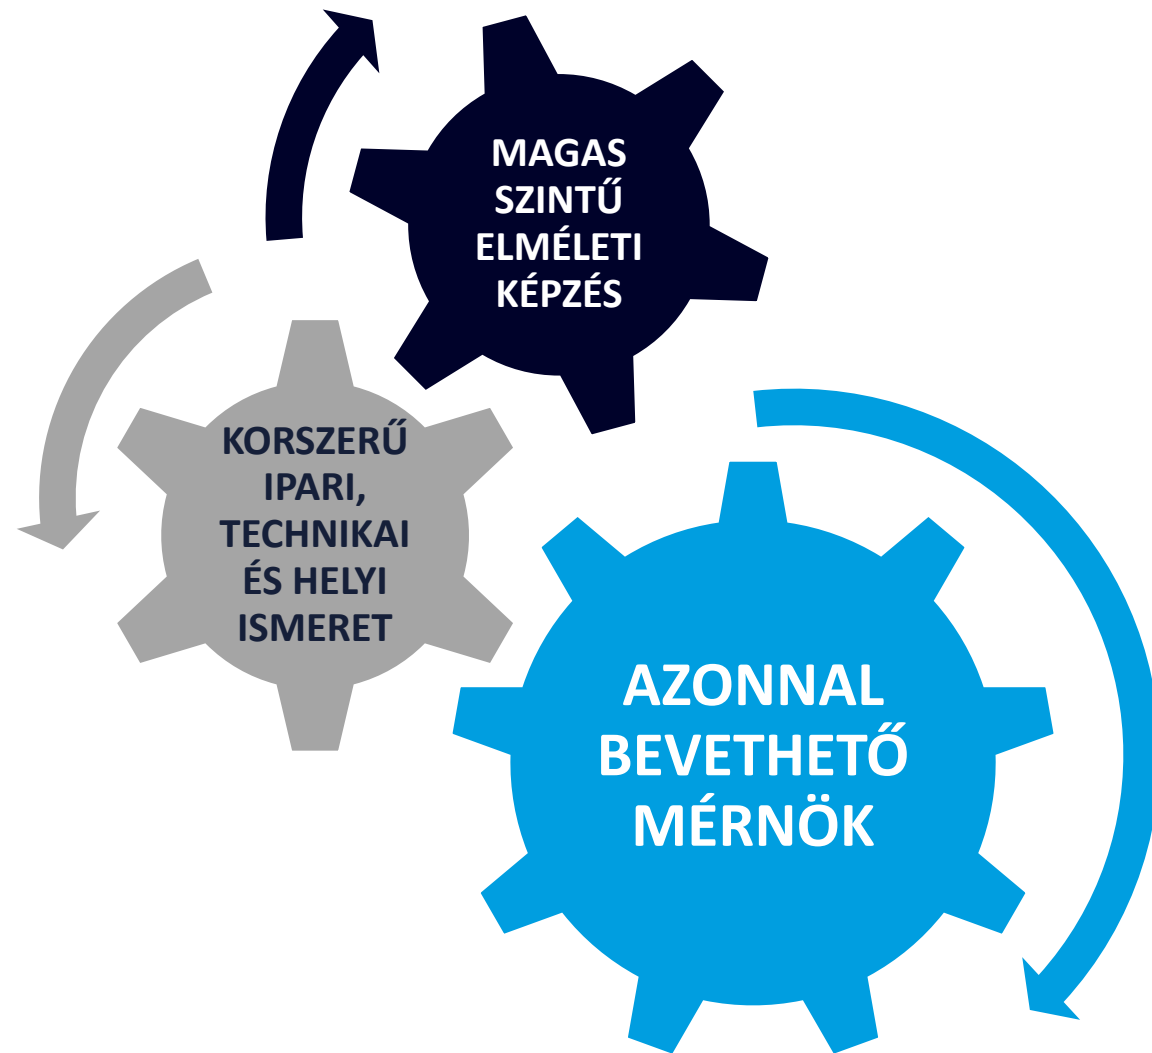 MAGAS
SZINTŰ
ELMÉLETI
KÉPZÉS
KORSZERŰ
IPARI,
TECHNIKAI
ÉS HELYI
ISMERET
AZONNAL
BEVETHETŐ
MÉRNÖK